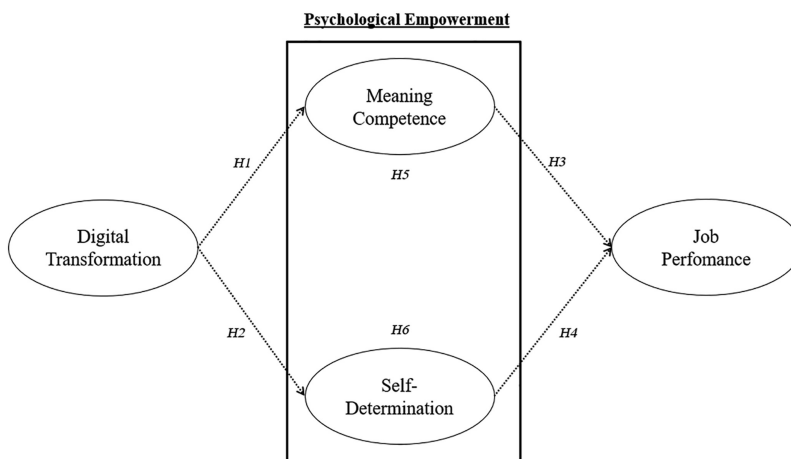 Psychological Empowerment
Meaning
Competence
H1
H3
H5
Digital
Transformation
Job
Perfomance
H2
H6
H4
Self-
Determination